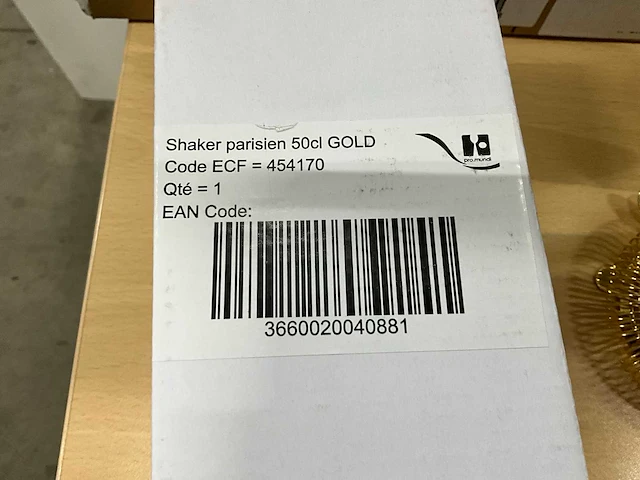 Shaker parisien 50cl GOLD
Code ECF = 454170
Qté = 1
EAN Code:
3660020040881
pro.mundi